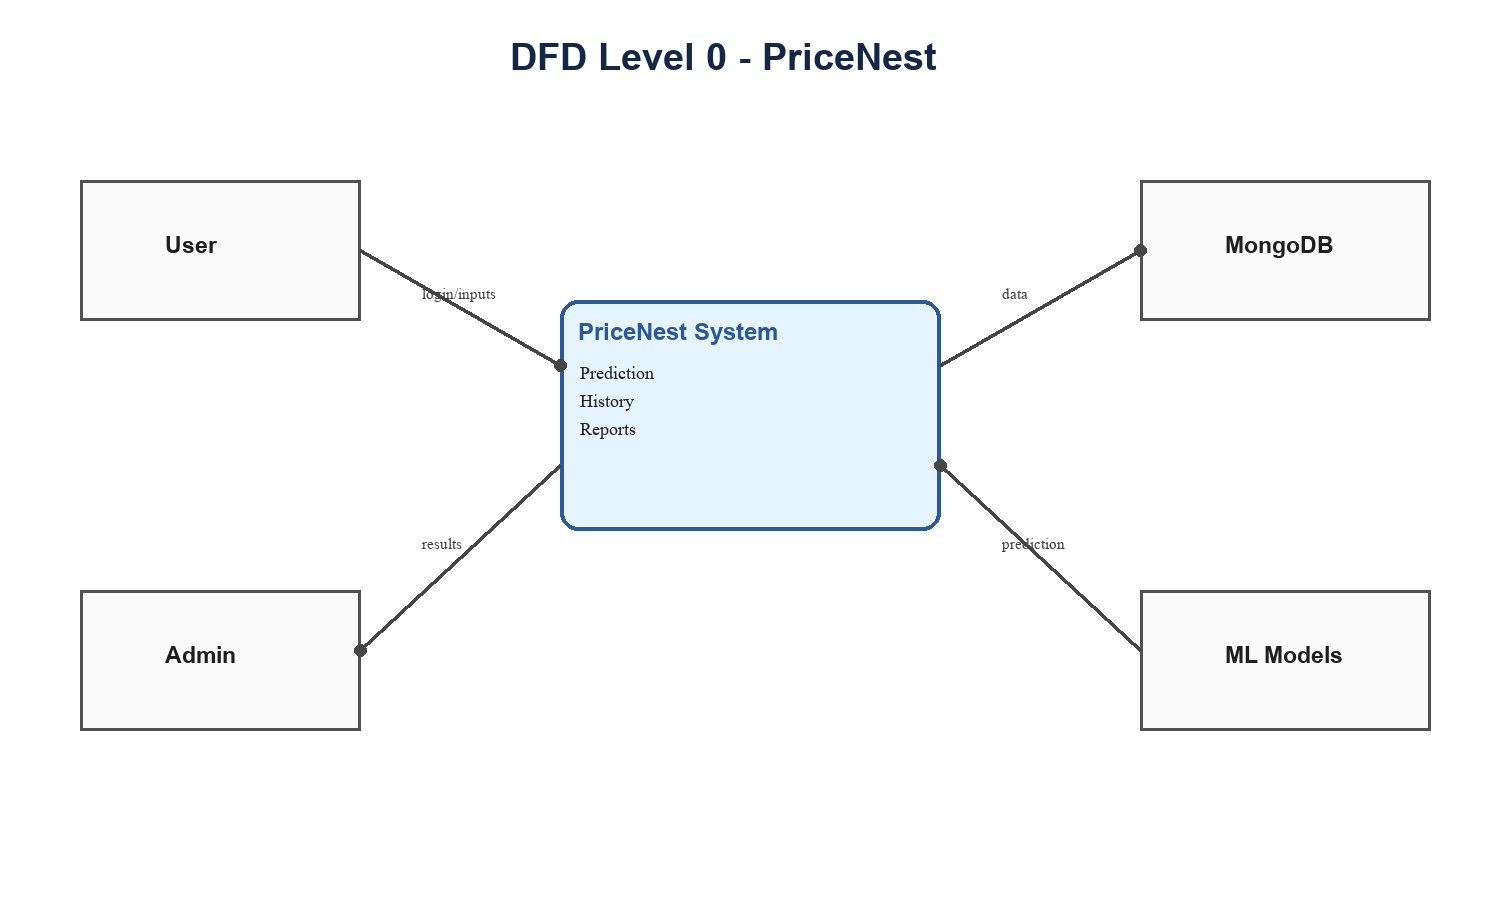 DFD Level 0 - PriceNest
User
MongoDB
login/inputs
data
PriceNest System
Prediction
History
Reports
results
prediction
Admin
ML Models